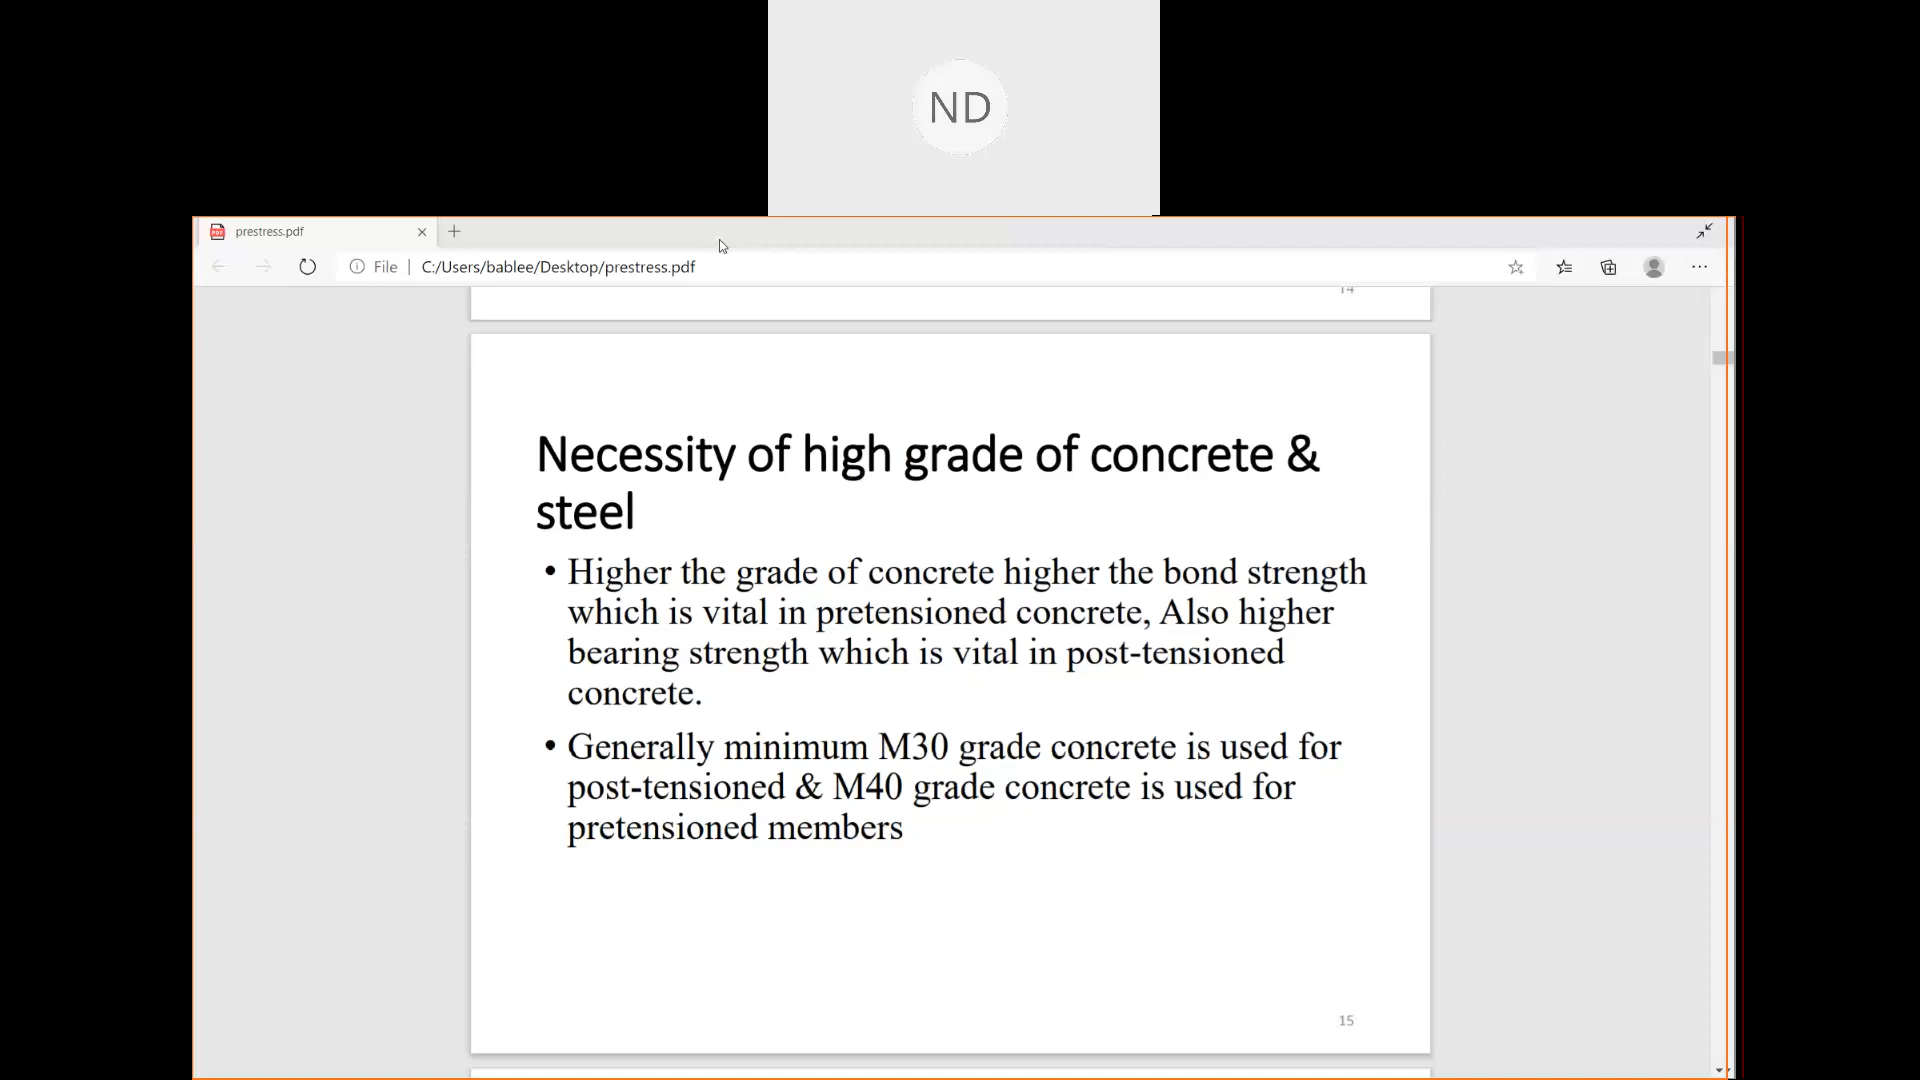 ND
prestress.pdf
File | C:/Users/bablee/Desktop/prestress.pdf
14
Necessity of high grade of concrete &
steel
• Higher the grade of concrete higher the bond strength
which is vital in pretensioned concrete, Also higher
bearing strength which is vital in post-tensioned
concrete.
• Generally minimum M30 grade concrete is used for
post-tensioned & M40 grade concrete is used for
pretensioned members
15